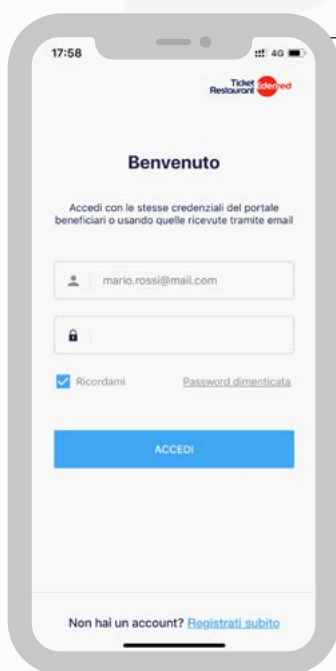 17:58
4G
Ticket
Restaurant Edenred
Benvenuto
Accedi con le stesse credenziali del portale
beneficiari o usando quelle ricevute tramite email
mario.rossi@mail.com
Ricordami Password dimenticata
ACCEDI
Non hai un account? Registrati subito